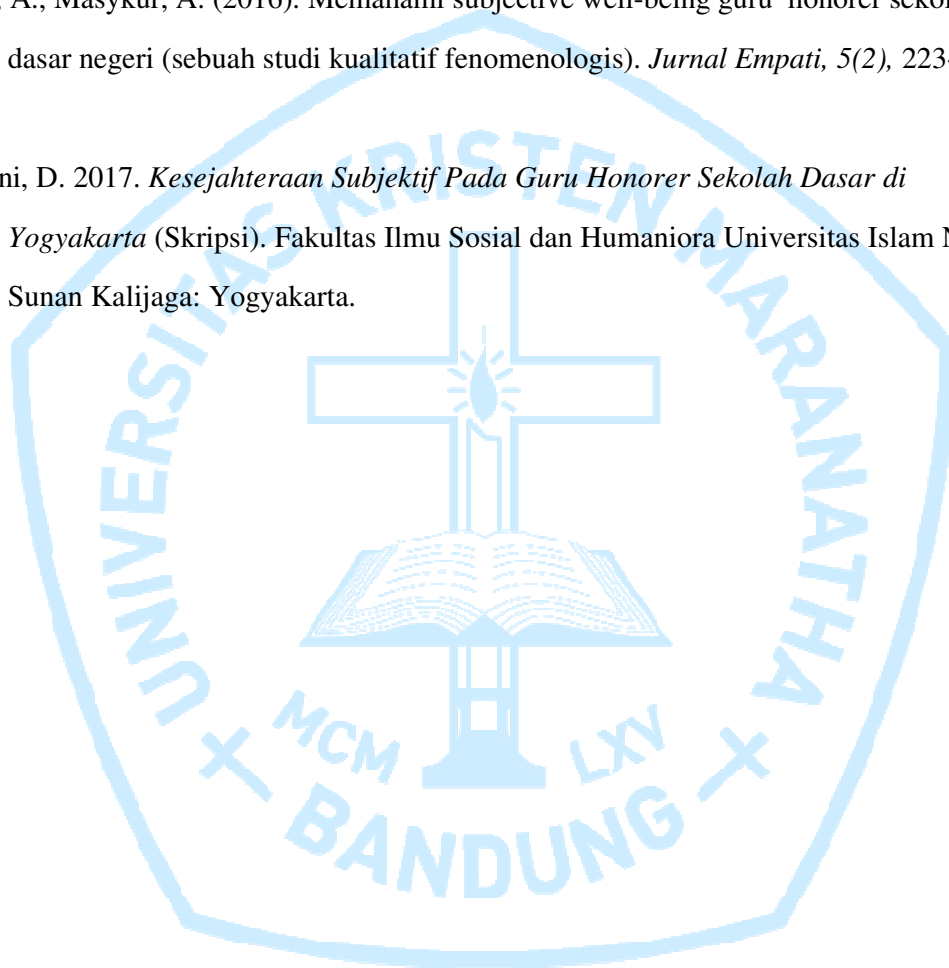 A., Masykur, A. (2016). Memahami subjective well-being guru honorer
dasar negeri (sebuah studi kualitatif fenomenologis). Jurnal Empati, 5(2), 223-
ni, D. 2017. Kesejahteraan Subjektif Pada Guru Honorer Sekolah Dasar di
Yogyakarta (Skripsi). Fakultas Ilmu Sosial dan Humaniora Universitas Islam
Sunan Kalijaga: Yogyakarta.
UNIVERSITAS KRISTEN MARANATHA
MCM LXV
BANDUNG